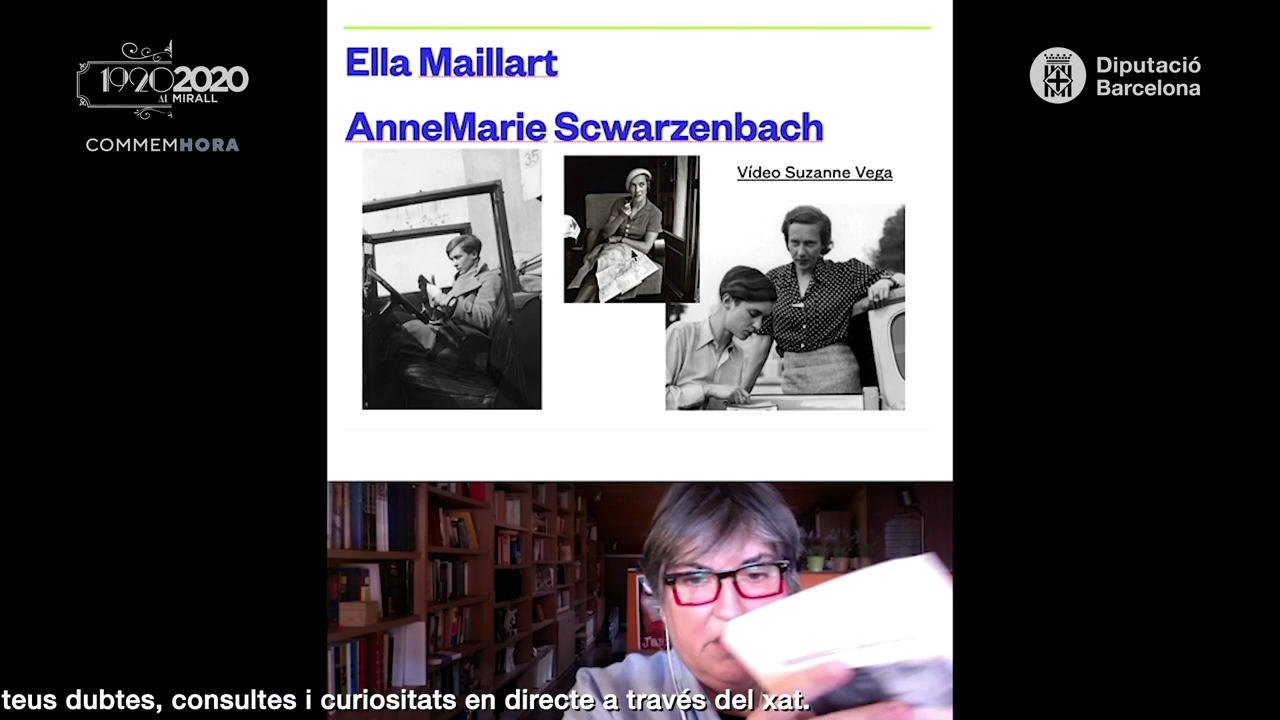 1920 2020
AL MIRALL
COMMEMHORA
Ella Maillart
AnneMarie Scwarzenbach
35
Vídeo Suzanne Vega
Diputació
Barcelona
teus dubtes, consultes i curiositats en directe a través del xat.